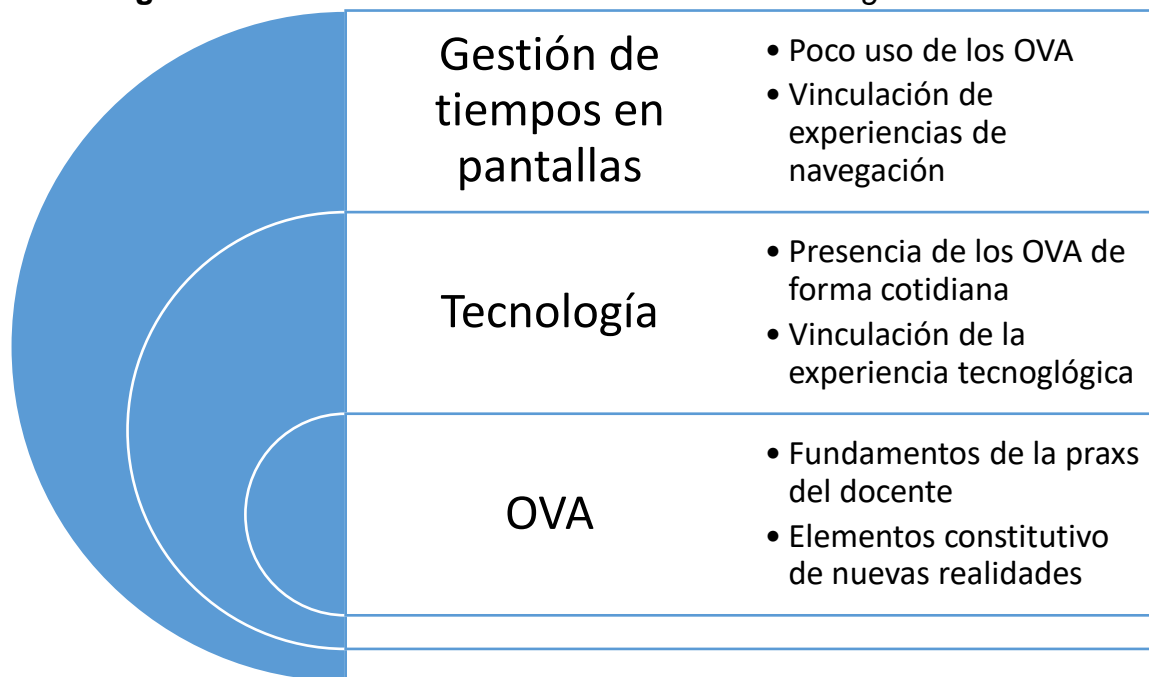 Gestión de
tiempos en
pantallas
• Poco uso de los OVA
• Vinculación de
experiencias de
navegación
Tecnología
• Presencia de los OVA de
forma cotidiana
• Vinculación de la
experiencia tecnoglógica
OVA
• Fundamentos de la praxs
del docente
• Elementos constitutivo
de nuevas realidades